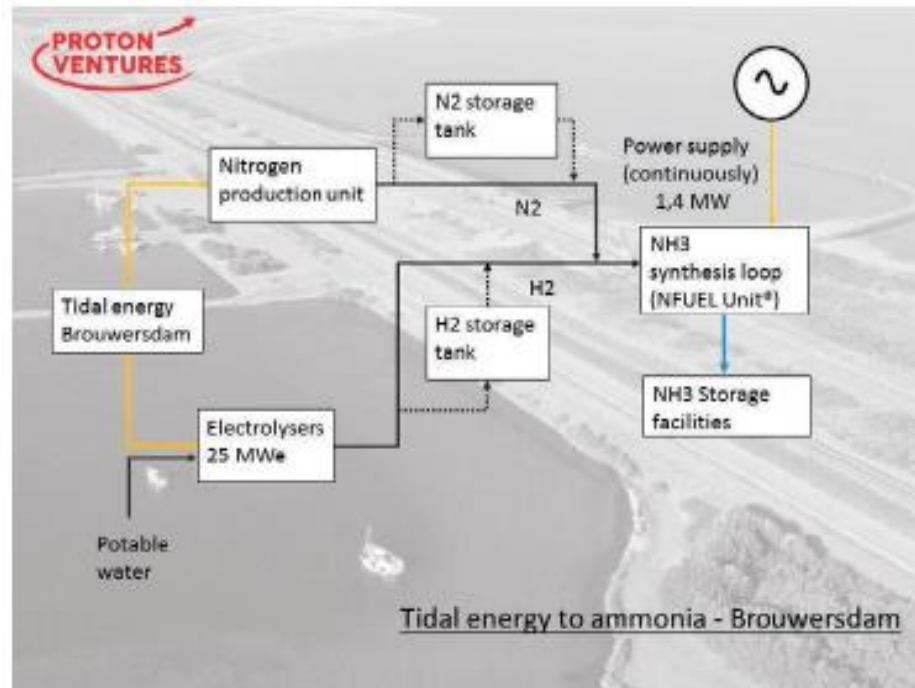 PROTON
VENTURES
N2 storage
tank
Power supply
(continuously)
1,4 MW
Nitrogen
production unit
N2
NH3
synthesis loop
(NFUEL Unit®)
Tidal energy
Brouwersdam
H2
H2 storage
tank
NH3 Storage
facilities
Electrolysers
25 MWe
Potable
water
Tidal energy to ammonia - Brouwersdam